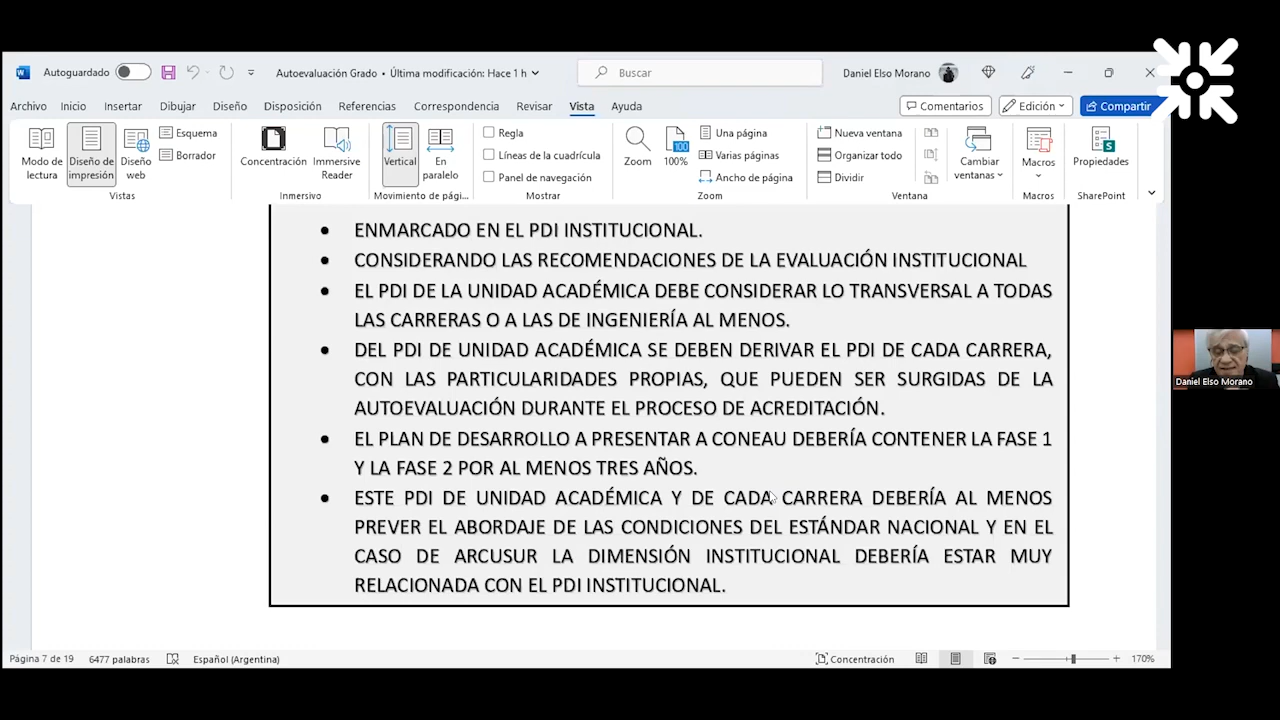 Autoguardado
Autoevaluación Grado • Última modificación: Hace 1 h
Buscar
Daniel Elso Morano
Archivo Inicio Insertar Dibujar Diseño Disposición Referencias Correspondencia Revisar Vista Ayuda
Comentarios Edición Compartir
Modo de lectura
Diseño de impresión
Diseño web
Esquema
Borrador
Vistas
Concentración
Immersive Reader
Inmersivo
Vertical
En paralelo
Movimiento de pági...
Regla
Líneas de la cuadrícula
Panel de navegación
Mostrar
Zoom
100
100%
Una página
Varias páginas
Ancho de página
Zoom
Nueva ventana
Organizar todo
Dividir
Cambiar ventanas
Ventana
Macros
Macros
Propiedades
SharePoint
• ENMARCADO EN EL PDI INSTITUCIONAL.
• CONSIDERANDO LAS RECOMENDACIONES DE LA EVALUACIÓN INSTITUCIONAL
• EL PDI DE LA UNIDAD ACADÉMICA DEBE CONSIDERAR LO TRANSVERSAL A TODAS
LAS CARRERAS O A LAS DE INGENIERÍA AL MENOS.
• DEL PDI DE UNIDAD ACADÉMICA SE DEBEN DERIVAR EL PDI DE CADA CARRERA,
CON LAS PARTICULARIDADES PROPIAS, QUE PUEDEN SER SURGIDAS DE LA
AUTOEVALUACIÓN DURANTE EL PROCESO DE ACREDITACIÓN.
• EL PLAN DE DESARROLLO A PRESENTAR A CONEAU DEBERÍA CONTENER LA FASE 1
Y LA FASE 2 POR AL MENOS TRES AÑOS.
• ESTE PDI DE UNIDAD ACADÉMICA Y DE CADA CARRERA DEBERÍA AL MENOS
PREVER EL ABORDAJE DE LAS CONDICIONES DEL ESTÁNDAR NACIONAL Y EN EL
CASO DE ARCUSUR LA DIMENSIÓN INSTITUCIONAL DEBERÍA ESTAR MUY
RELACIONADA CON EL PDI INSTITUCIONAL.
Daniel Elso Morano
Página 7 de 19 6477 palabras Español (Argentina)
Concentración 170%